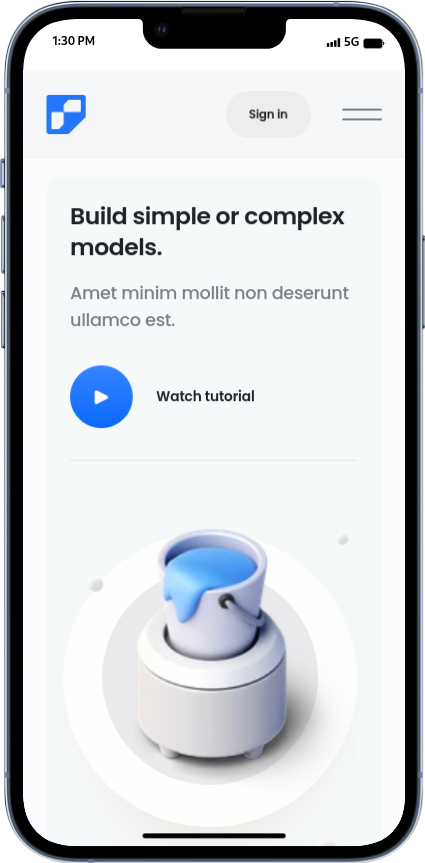 1:30 PM
5G
Sign in
Build simple or complex
models.
Amet minim mollit non deserunt
ullamco est.
Watch tutorial